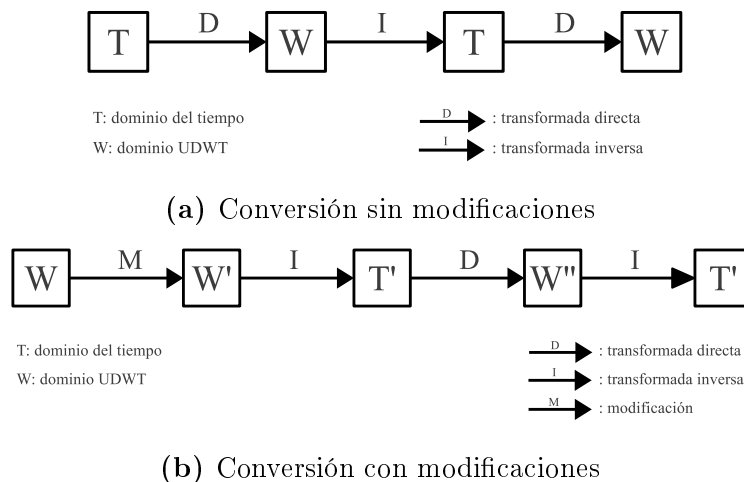 D I D
T W T W
T: dominio del tiempo D : transformada directa
W: dominio UDWT I : transformada inversa
(a) Conversión sin modificaciones
M I D I
W W' T' W" T'
T: dominio del tiempo D : transformada directa
W: dominio UDWT I : transformada inversa
M : modificación
(b) Conversión con modificaciones